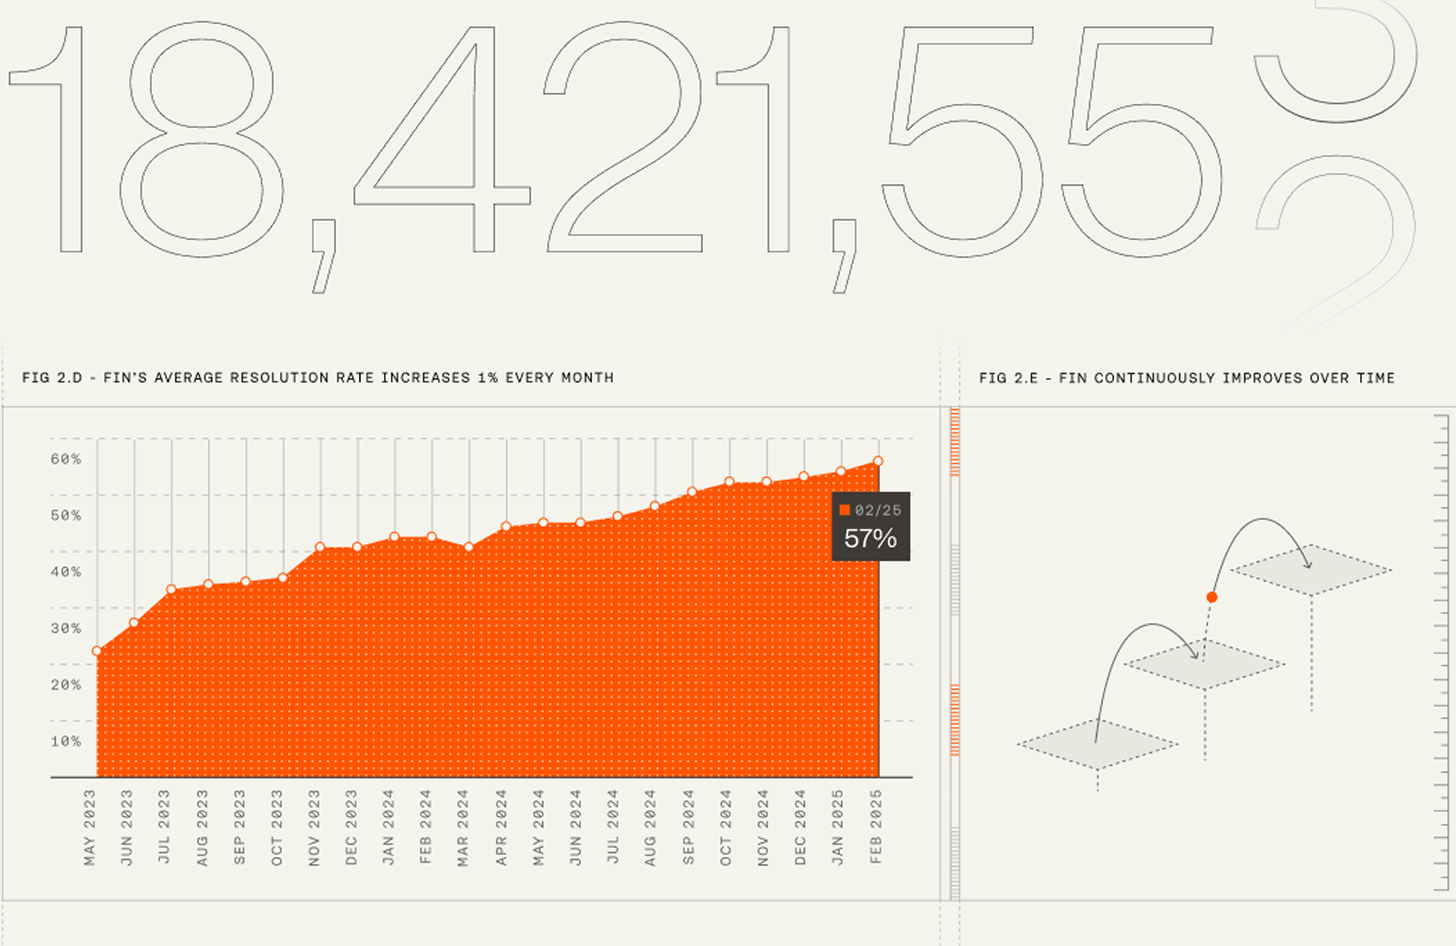 18,421,55
3
2
FIG 2.D - FIN'S AVERAGE RESOLUTION RATE INCREASES 1% EVERY MONTH
FIG 2.E - FIN CONTINUOUSLY IMPROVES OVER TIME
60%
50%
40%
30%
20%
10%
02/25
57%
MAY 2023
JUN 2023
JUL 2023
AUG 2023
SEP 2023
OCT 2023
NOV 2023
DEC 2023
JAN 2024
FEB 2024
MAR 2024
APR 2024
MAY 2024
JUN 2024
JUL 2024
AUG 2024
SEP 2024
OCT 2024
NOV 2024
DEC 2024
JAN 2025
FEB 2025